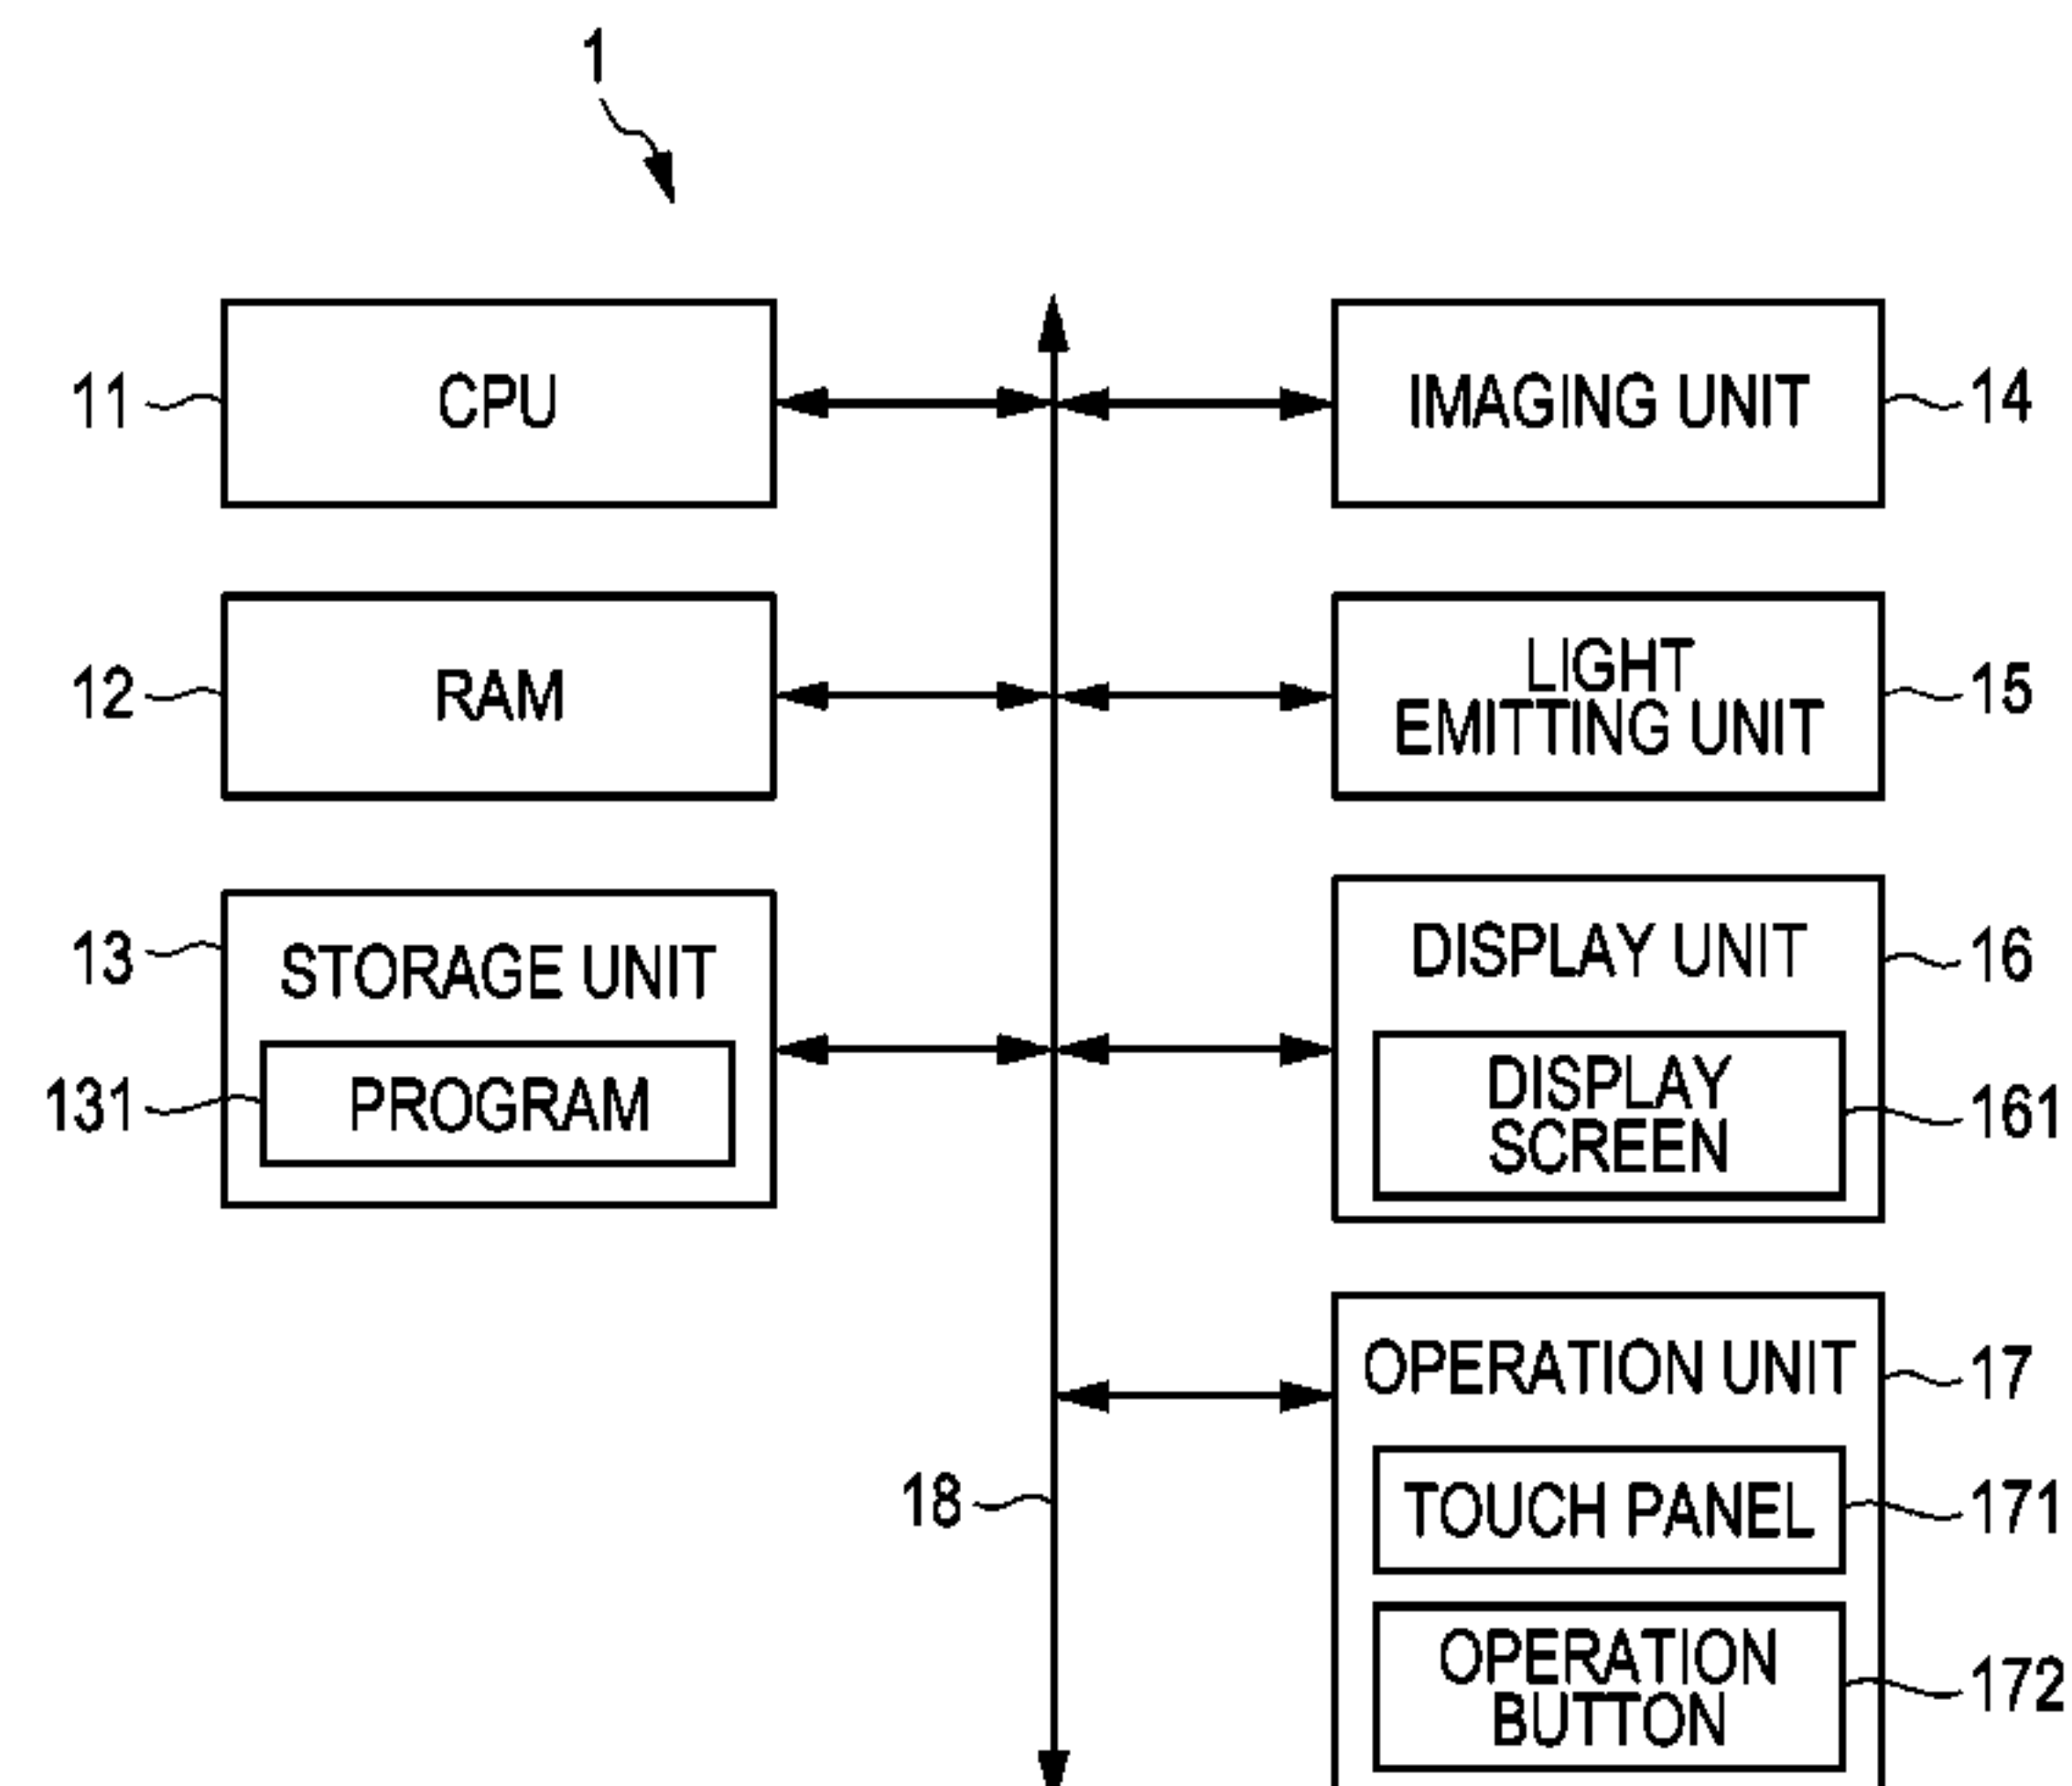 1
11
CPU
IMAGING UNIT
14
12
RAM
LIGHT
EMITTING UNIT
15
13
STORAGE UNIT
131
PROGRAM
DISPLAY UNIT
16
DISPLAY
SCREEN
161
OPERATION UNIT
17
18
TOUCH PANEL
171
OPERATION
BUTTON
172